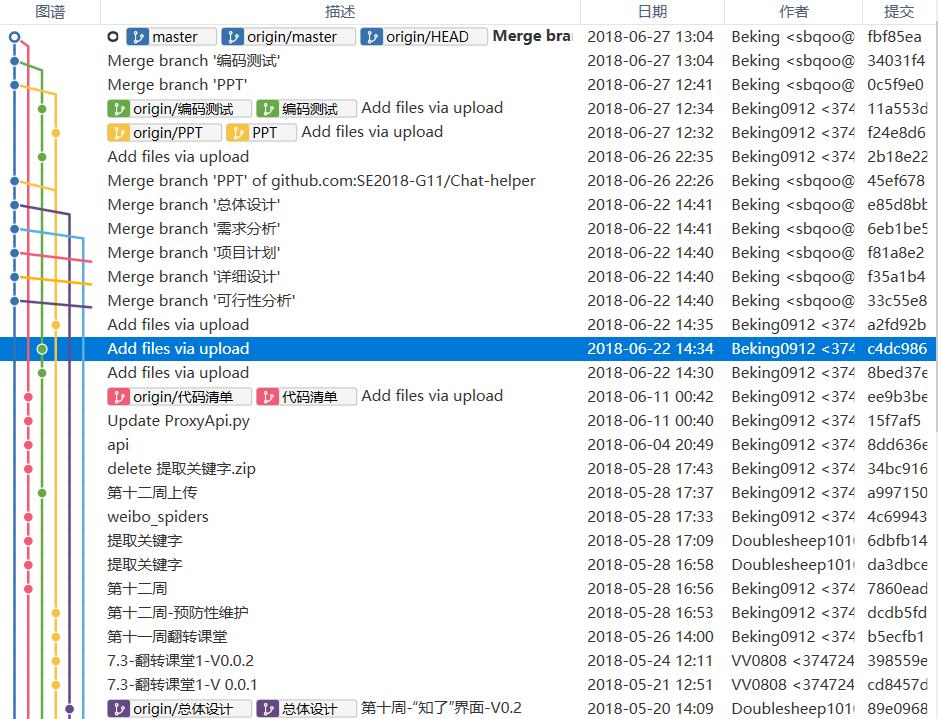 图谱 描述 日期 作者 提交
master origin/master origin/HEAD Merge bra 2018-06-27 13:04 Beking <sbqoo@ fbf85ea
Merge branch '编码测试' 2018-06-27 13:04 Beking <sbqoo@ 34031f4
Merge branch 'PPT' 2018-06-27 12:41 Beking <sbqoo@ 0c5f9e0
origin/编码测试 编码测试 Add files via upload 2018-06-27 12:34 Beking0912 <374 11a553d
origin/PPT PPT Add files via upload 2018-06-27 12:32 Beking0912 <374 f24e8d6
Add files via upload 2018-06-26 22:35 Beking0912 <374 2b18e22
Merge branch 'PPT' of github.com:SE2018-G11/Chat-helper 2018-06-26 22:26 Beking <sbqoo@ 45ef678
Merge branch '总体设计' 2018-06-22 14:41 Beking <sbqoo@ e85d8bb
Merge branch '需求分析' 2018-06-22 14:41 Beking <sbqoo@ 6eb1be5
Merge branch '项目计划' 2018-06-22 14:40 Beking <sbqoo@ f81a8e2
Merge branch '详细设计' 2018-06-22 14:40 Beking <sbqoo@ f35a1b4
Merge branch '可行性分析' 2018-06-22 14:40 Beking <sbqoo@ 33c55e8
Add files via upload 2018-06-22 14:35 Beking0912 <374 a2fd92b
Add files via upload 2018-06-22 14:34 Beking0912 <374 c4dc986
Add files via upload 2018-06-22 14:30 Beking0912 <374 8bed37e
origin/代码清单 代码清单 Add files via upload 2018-06-11 00:42 Beking0912 <374 ee9b3be
Update ProxyApi.py 2018-06-11 00:40 Beking0912 <374 15f7af5
api 2018-06-04 20:49 Beking0912 <374 8dd636e
delete 提取关键字.zip 2018-05-28 17:43 Beking0912 <374 34bc916
第十二周上传 2018-05-28 17:37 Beking0912 <374 a997150
weibo_spiders 2018-05-28 17:33 Beking0912 <374 4c69943
提取关键字 2018-05-28 17:09 Doublesheep101 6dbfb14
提取关键字 2018-05-28 16:58 Doublesheep101 da3dbce
第十二周 2018-05-28 16:56 Beking0912 <374 7860ead
第十二周-预防性维护 2018-05-28 16:53 Beking0912 <374 dcdb5fd
第十一周翻转课堂 2018-05-26 14:00 Beking0912 <374 b5ecfb1
7.3-翻转课堂1-V0.0.2 2018-05-24 12:11 VV0808 <374724 398559e
7.3-翻转课堂1-V 0.0.1 2018-05-21 12:51 VV0808 <374724 cd8457d
origin/总体设计 总体设计 第十周-“知了”界面-V0.2 2018-05-20 14:09 Beking0912 <374 89e0968